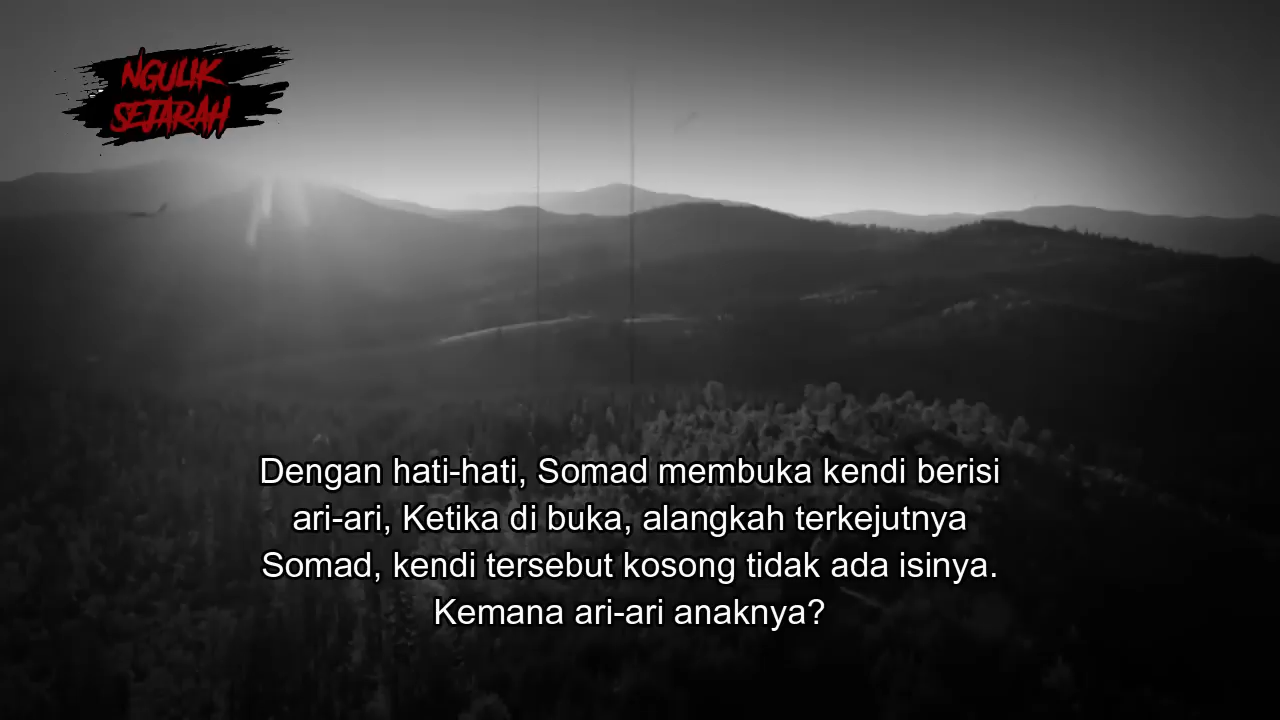 NGULIK
SEJARAH
Dengan hati-hati, Somad membuka kendi berisi
ari-ari, Ketika di buka, alangkah terkejutnya
Somad, kendi tersebut kosong tidak ada isinya.
Kemana ari-ari anaknya?